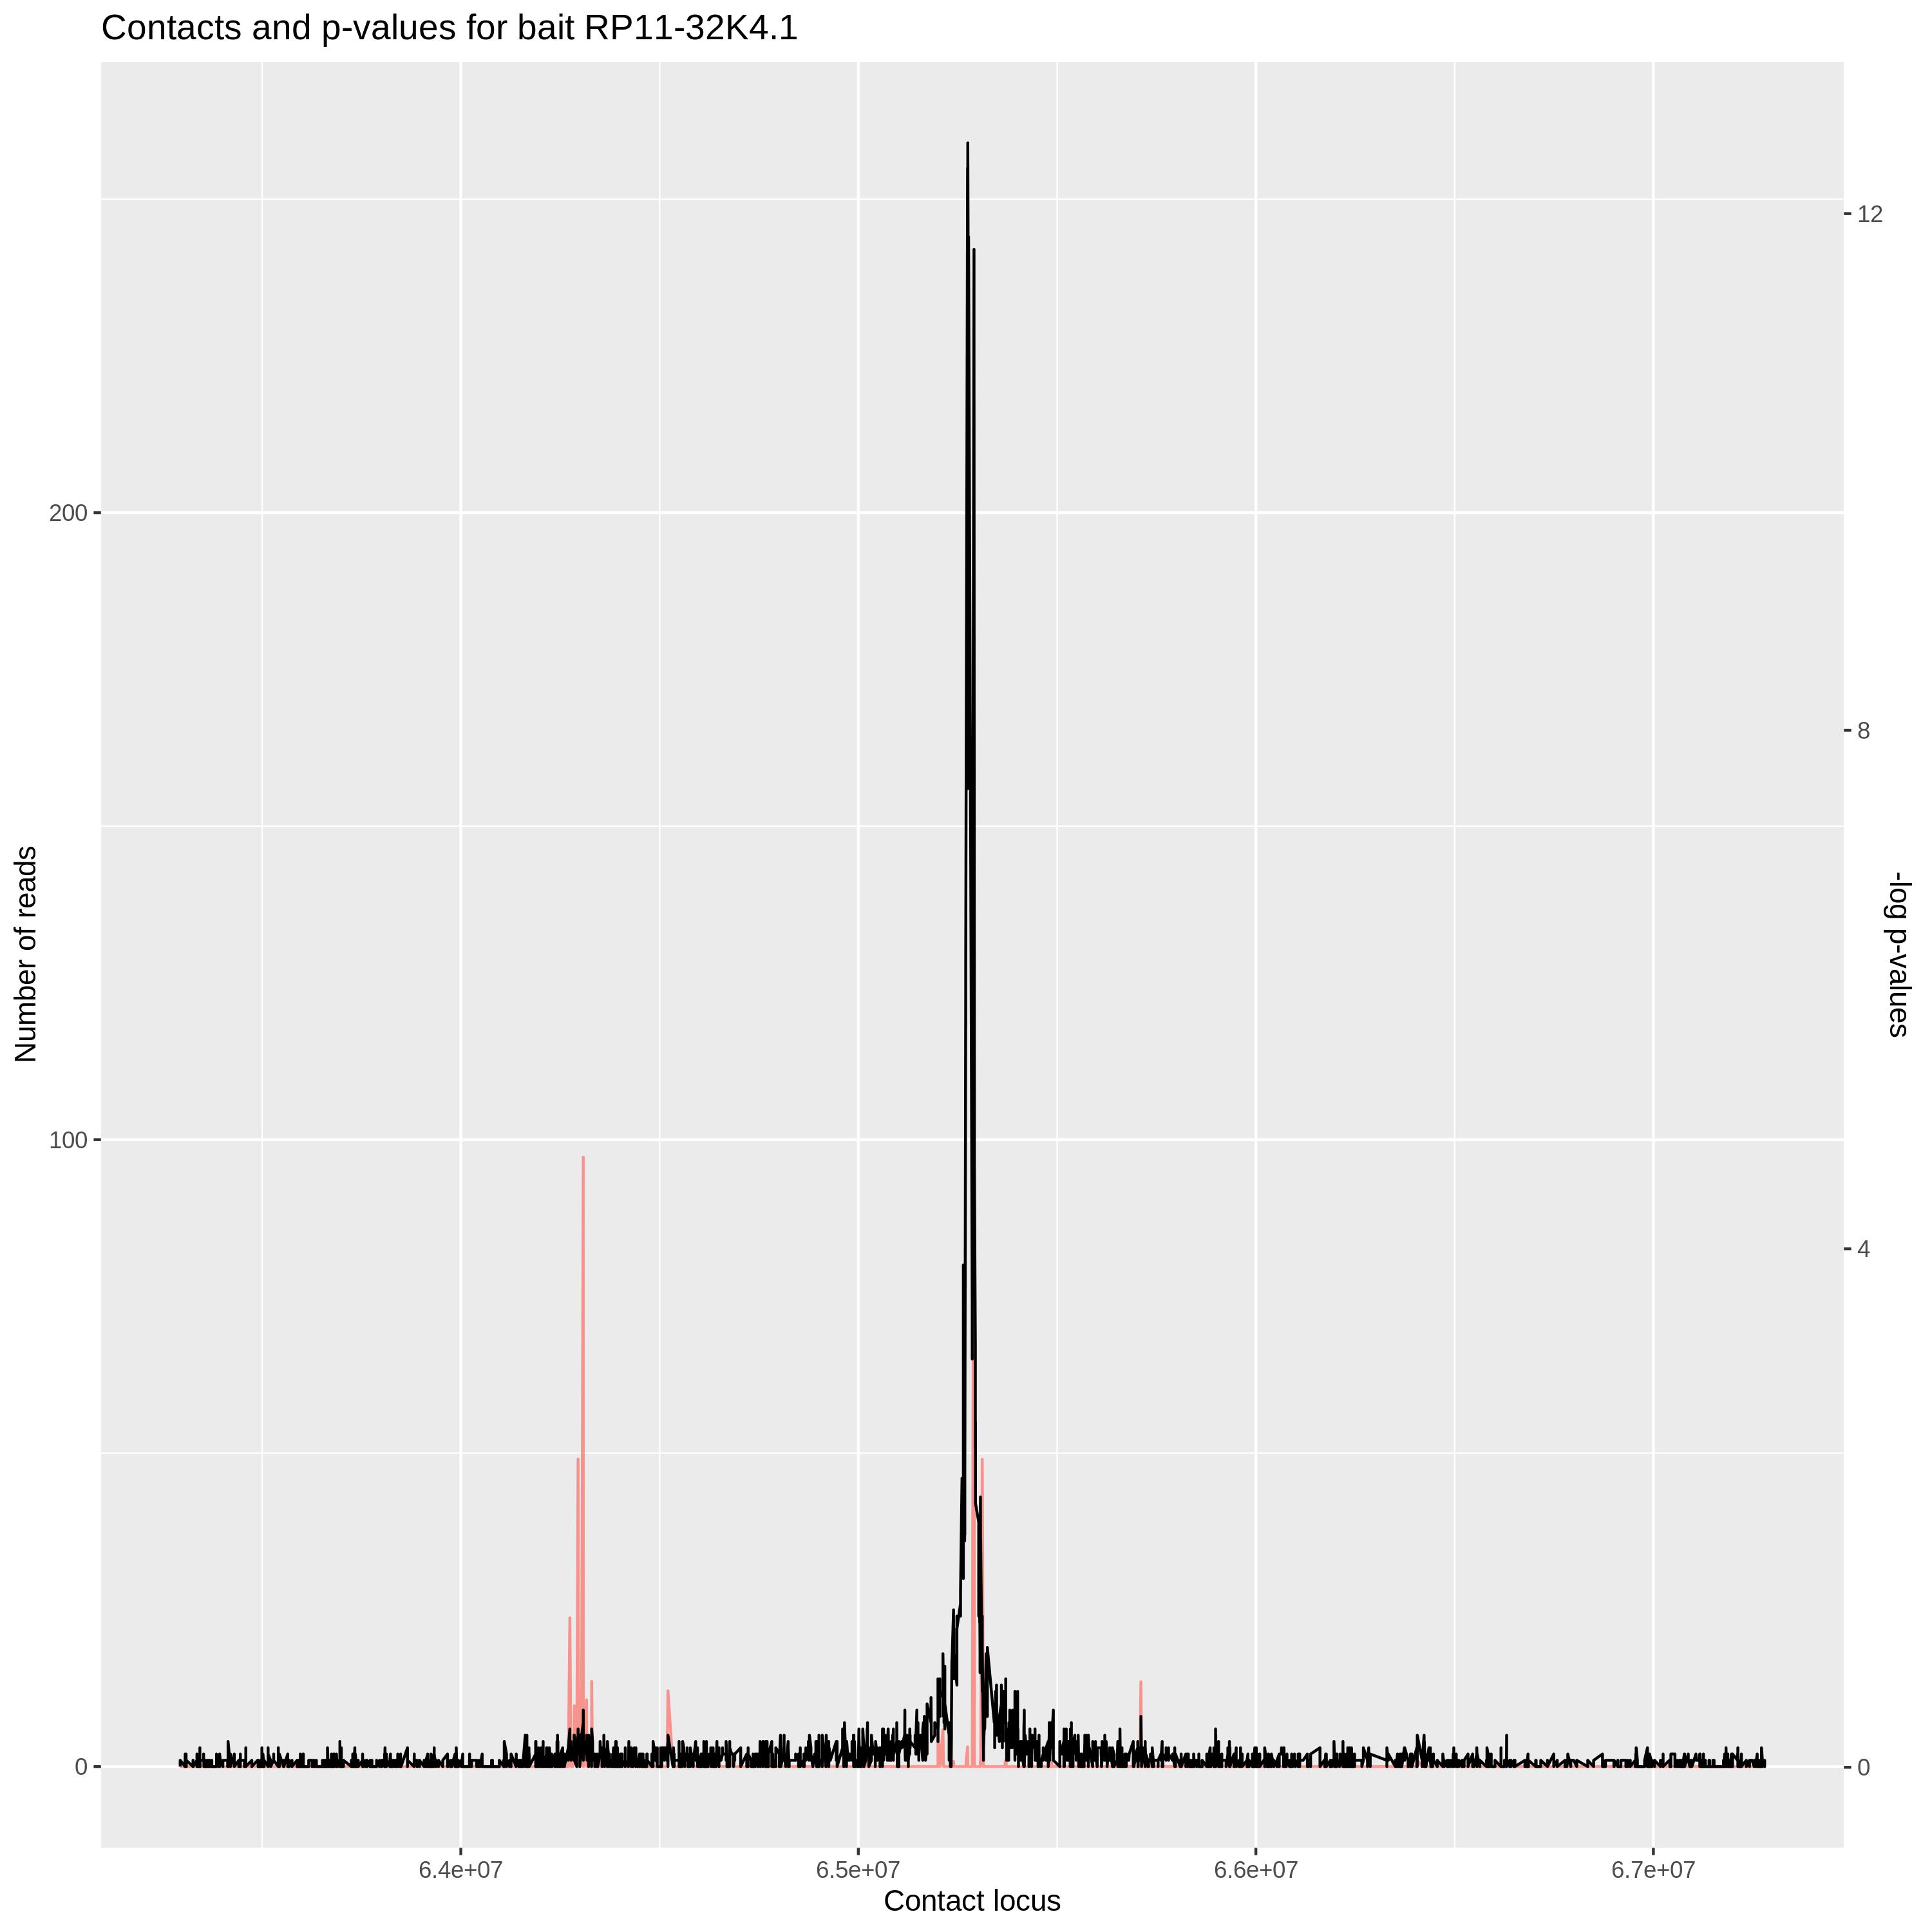 Contacts and p-values for bait RP11-32K4.1
Number of reads
200
100
0
12
8
4
0
-log p-values
6.4e+07
6.5e+07
6.6e+07
6.7e+07
Contact locus